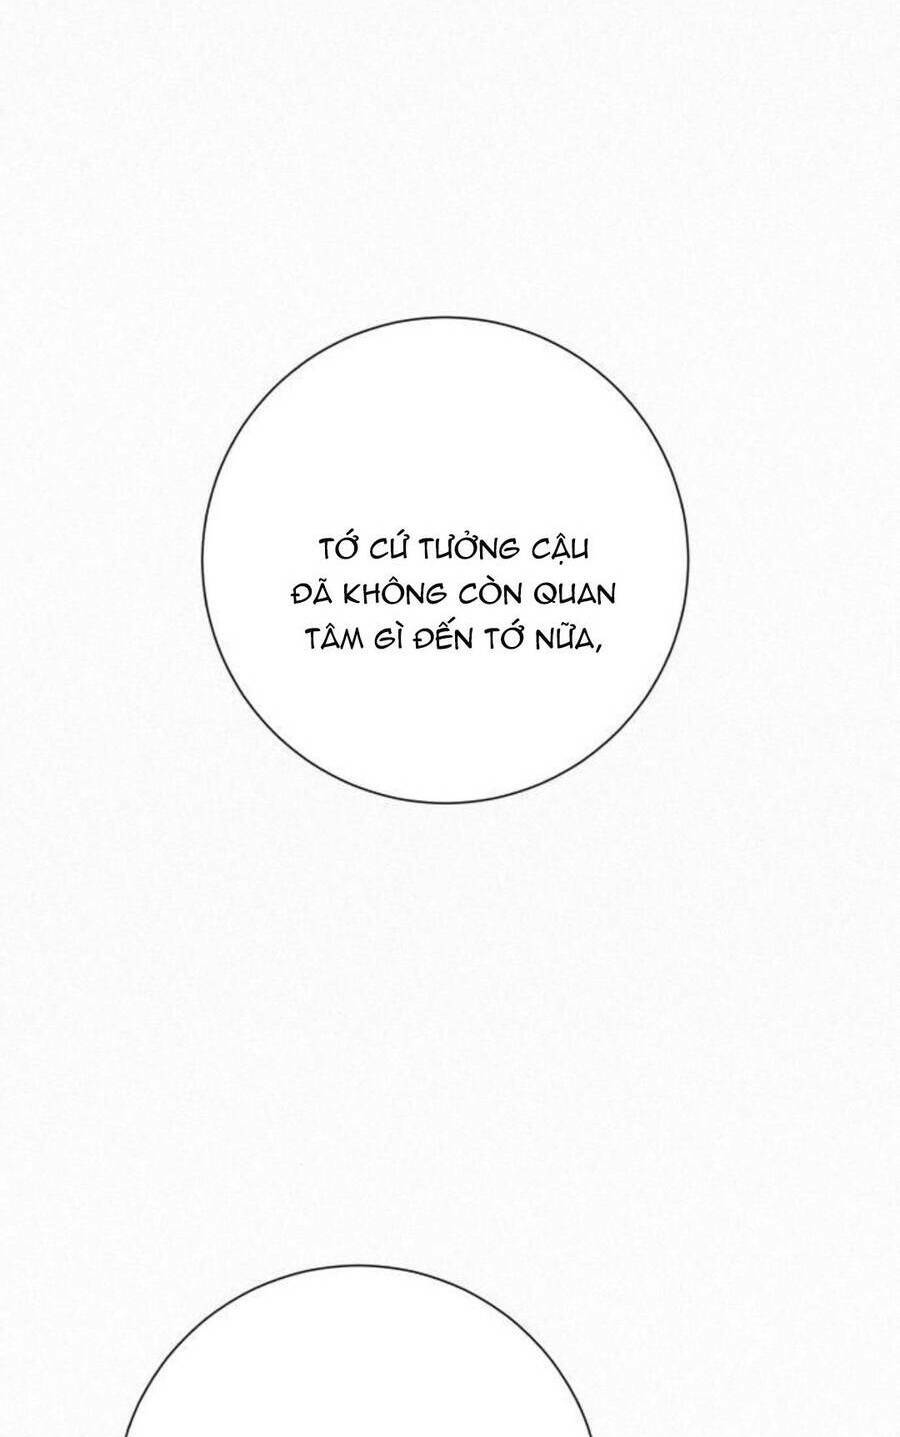 TỚ CỨ TƯỞNG CẬU
ĐÃ KHÔNG CÒN QUAN
TÂM GÌ ĐẾN TỚ NỮA,